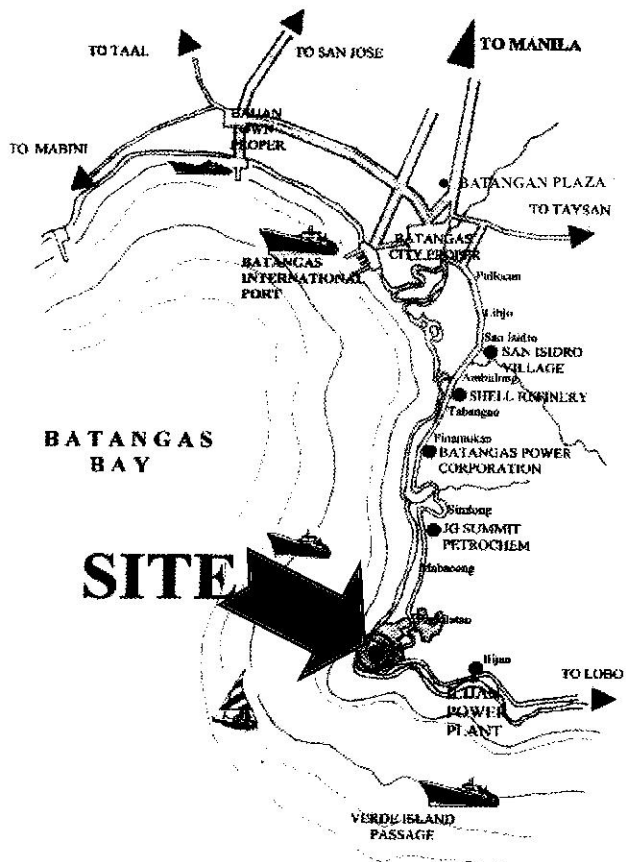 TO TAAL
TO SAN JOSE
TO MANILA
BAUAN
TOWN
PROPER
TO MABINI
BATANGAN PLAZA
TO TAYSAN
BATANGAS
CITY PROPER
BATANGAS
INTERNATIONAL
PORT
Pallocan
Libjo
San Isidro
SAN ISIDRO
VILLAGE
Ambulong
SHELL REFINERY
Tabangao
BATANGAS
BAY
Pinamukan
BATANGAS POWER
CORPORATION
Simlong
JG SUMMIT
PETROCHEM
SITE
Mabacong
Ilijan
TO LOBO
ILIJAN
POWER
PLANT
VERDE ISLAND
PASSAGE